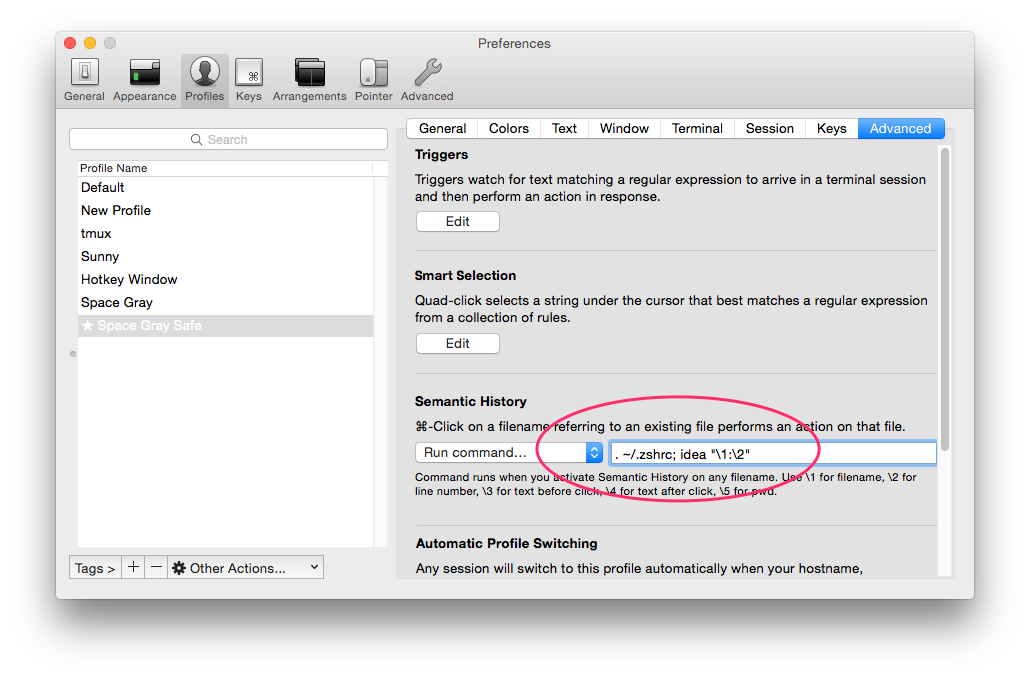 Preferences
General Appearance Profiles Keys Arrangements Pointer Advanced
Search
Profile Name
Default
New Profile
tmux
Sunny
Hotkey Window
Space Gray
★ Space Gray Safe
Tags > + − Other Actions...
General Colors Text Window Terminal Session Keys Advanced
Triggers
Triggers watch for text matching a regular expression to arrive in a terminal session
and then perform an action in response.
Edit
Smart Selection
Quad-click selects a string under the cursor that best matches a regular expression
from a collection of rules.
Edit
Semantic History
⌘-Click on a filename referring to an existing file performs an action on that file.
Run command... . ~/.zshrc; idea "\1:\2"
Command runs when you activate Semantic History on any filename. Use \1 for filename, \2 for
line number, \3 for text before click, \4 for text after click, \5 for pwd.
Automatic Profile Switching
Any session will switch to this profile automatically when your hostname,